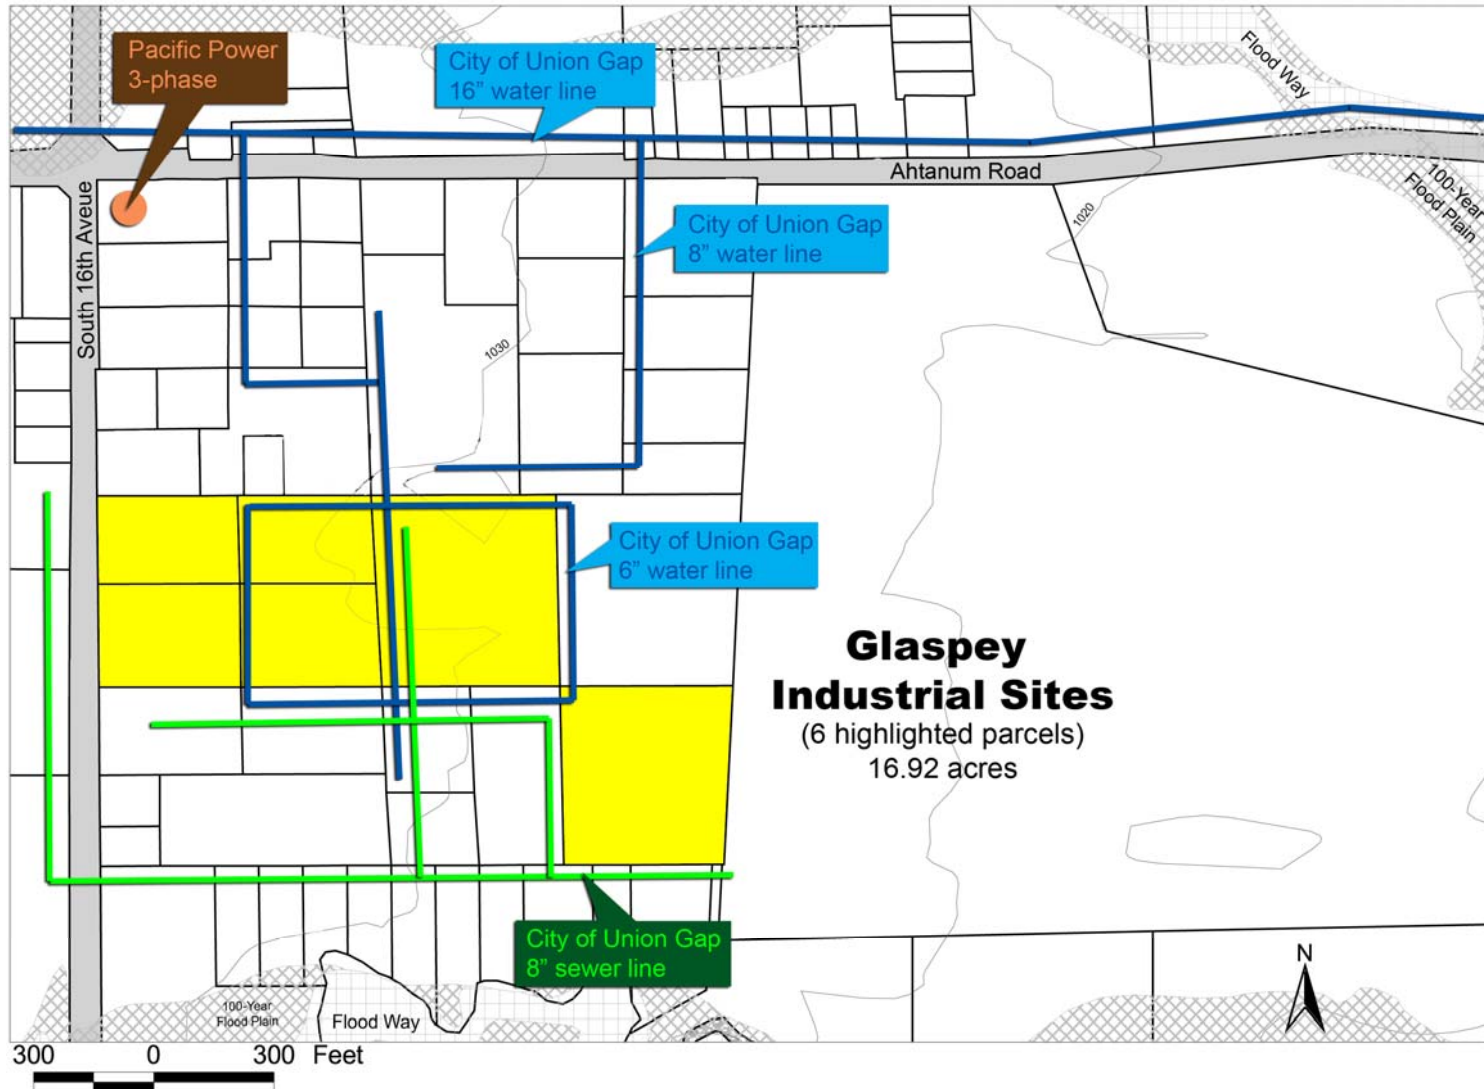 Pacific Power
3-phase
City of Union Gap
16” water line
Flood Way
Ahtanum Road
100-Year
Flood Plain
South 16th Aveue
City of Union Gap
8” water line
1020
1030
City of Union Gap
6” water line
Glaspey
Industrial Sites
(6 highlighted parcels)
16.92 acres
City of Union Gap
8” sewer line
N
100-Year
Flood Plain
Flood Way
300 0 300 Feet